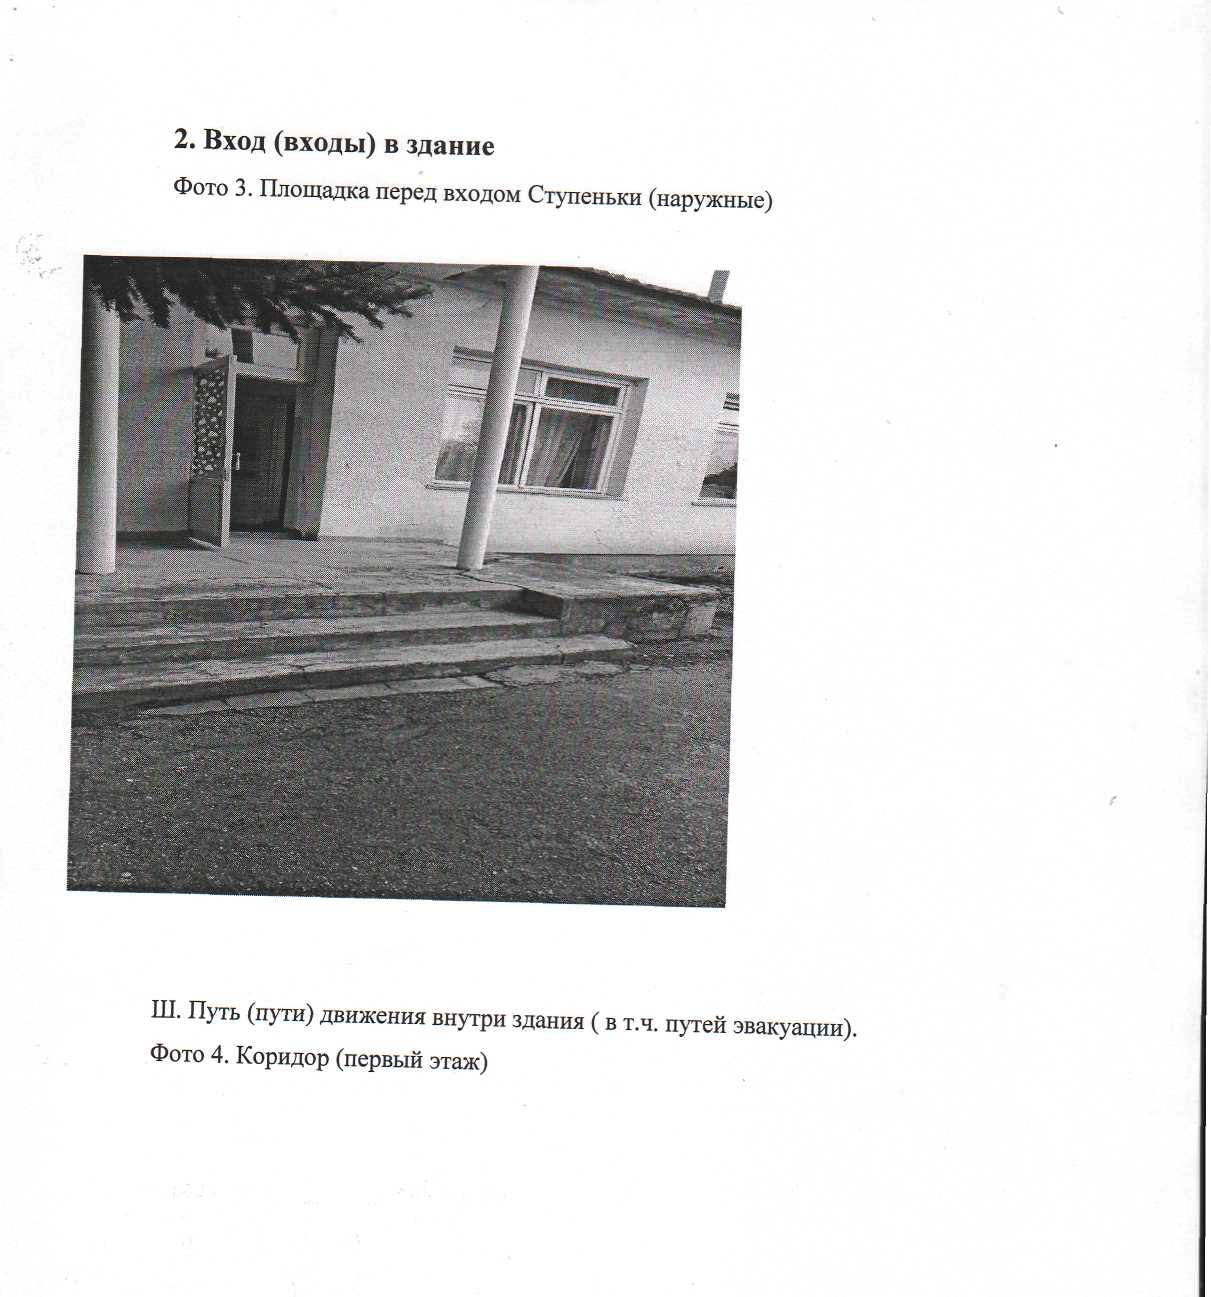 2. Вход (входы) в здание
Фото 3. Площадка перед входом Ступеньки (наружные)
Ш. Путь (пути) движения внутри здания ( в т.ч. путей эвакуации).
Фото 4. Коридор (первый этаж)